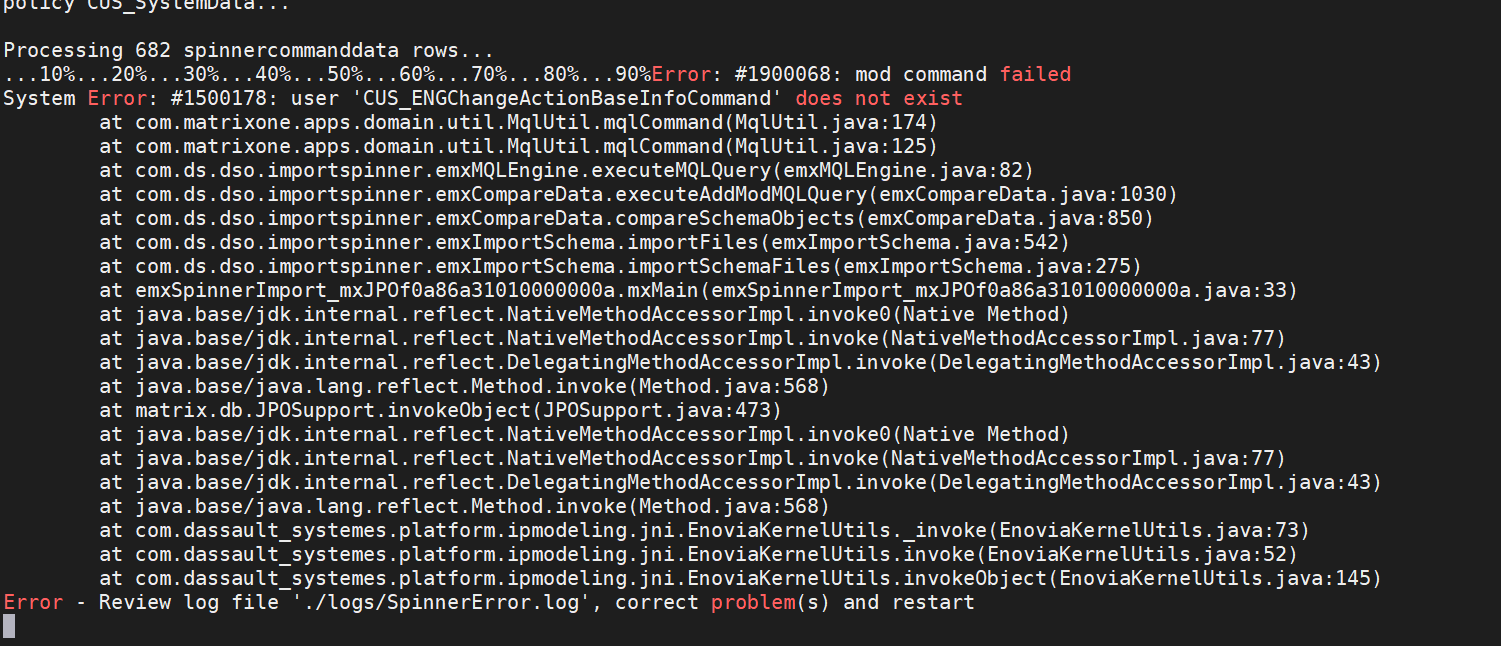 policy CUS_SystemData...
Processing 682 spinnercommanddata rows...
...10%...20%...30%...40%...50%...60%...70%...80%...90%Error: #1900068: mod command failed
System Error: #1500178: user 'CUS_ENGChangeActionBaseInfoCommand' does not exist
        at com.matrixone.apps.domain.util.MqlUtil.mqlCommand(MqlUtil.java:174)
        at com.matrixone.apps.domain.util.MqlUtil.mqlCommand(MqlUtil.java:125)
        at com.ds.dso.importspinner.emxMQLEngine.executeMQLQuery(emxMQLEngine.java:82)
        at com.ds.dso.importspinner.emxCompareData.executeAddModMQLQuery(emxCompareData.java:1030)
        at com.ds.dso.importspinner.emxCompareData.compareSchemaObjects(emxCompareData.java:850)
        at com.ds.dso.importspinner.emxImportSchema.importFiles(emxImportSchema.java:542)
        at com.ds.dso.importspinner.emxImportSchema.importSchemaFiles(emxImportSchema.java:275)
        at emxSpinnerImport_mxJPOf0a86a31010000000a.mxMain(emxSpinnerImport_mxJPOf0a86a31010000000a.java:33)
        at java.base/jdk.internal.reflect.NativeMethodAccessorImpl.invoke0(Native Method)
        at java.base/jdk.internal.reflect.NativeMethodAccessorImpl.invoke(NativeMethodAccessorImpl.java:77)
        at java.base/jdk.internal.reflect.DelegatingMethodAccessorImpl.invoke(DelegatingMethodAccessorImpl.java:43)
        at java.base/java.lang.reflect.Method.invoke(Method.java:568)
        at matrix.db.JPOSupport.invokeObject(JPOSupport.java:473)
        at java.base/jdk.internal.reflect.NativeMethodAccessorImpl.invoke0(Native Method)
        at java.base/jdk.internal.reflect.NativeMethodAccessorImpl.invoke(NativeMethodAccessorImpl.java:77)
        at java.base/jdk.internal.reflect.DelegatingMethodAccessorImpl.invoke(DelegatingMethodAccessorImpl.java:43)
        at java.base/java.lang.reflect.Method.invoke(Method.java:568)
        at com.dassault_systemes.platform.ipmodeling.jni.EnoviaKernelUtils._invoke(EnoviaKernelUtils.java:73)
        at com.dassault_systemes.platform.ipmodeling.jni.EnoviaKernelUtils.invoke(EnoviaKernelUtils.java:52)
        at com.dassault_systemes.platform.ipmodeling.jni.EnoviaKernelUtils.invokeObject(EnoviaKernelUtils.java:145)
Error - Review log file './logs/SpinnerError.log', correct problem(s) and restart